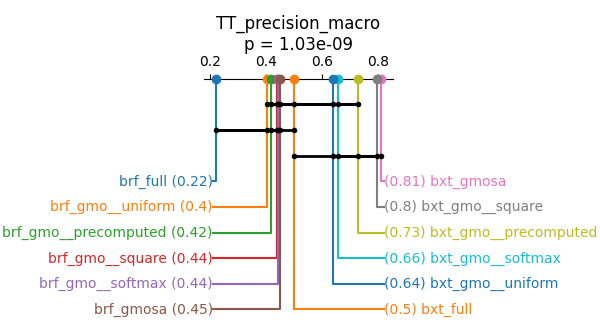 TT_precision_macro
p = 1.03e-09
0.2 0.4 0.6 0.8
brf_full (0.22) (0.81) bxt_gmosa
brf_gmo__uniform (0.4) (0.8) bxt_gmo__square
brf_gmo__precomputed (0.42) (0.73) bxt_gmo__precomputed
brf_gmo__square (0.44) (0.66) bxt_gmo__softmax
brf_gmo__softmax (0.44) (0.64) bxt_gmo__uniform
brf_gmosa (0.45) (0.5) bxt_full